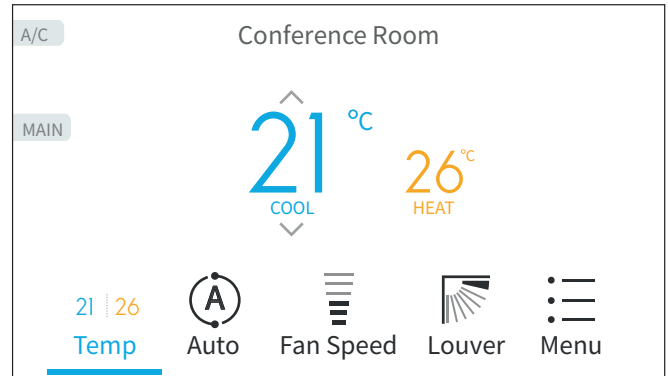 A/C
Conference Room
MAIN
21 °C
COOL
26 °C
HEAT
21 26
Temp
A
Auto
Fan Speed
Louver
Menu